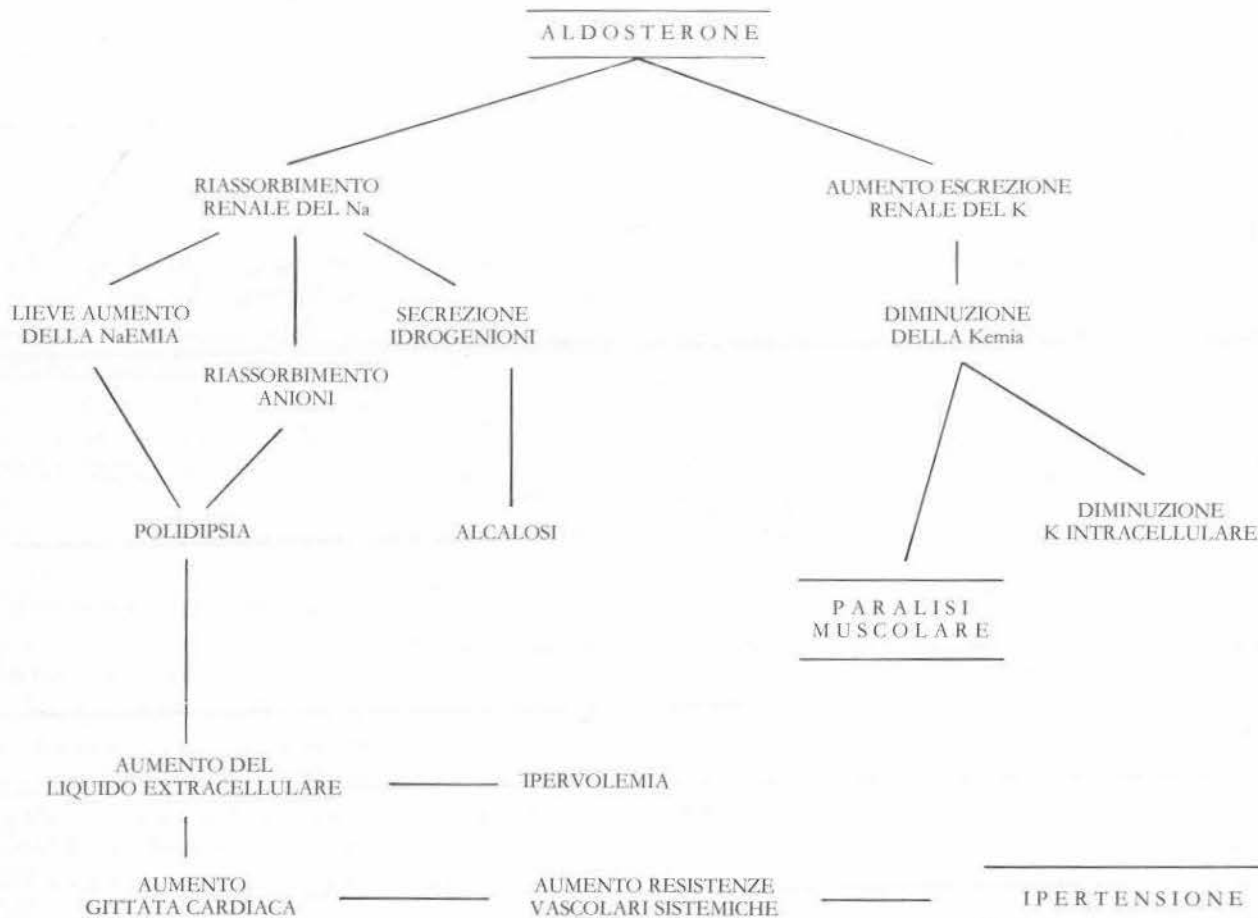 ALDOSTERONE
RIASSORBIMENTO
RENALE DEL Na
AUMENTO ESCREZIONE
RENALE DEL K
LIEVE AUMENTO
DELLA NaEMIA
SECREZIONE
IDROGENIONI
DIMINUZIONE
DELLA Kemia
RIASSORBIMENTO
ANIONI
POLIDIPSIA
ALCALOSI
DIMINUZIONE
K INTRACELLULARE
PARALISI
MUSCOLARE
AUMENTO DEL
LIQUIDO EXTRACELLULARE
IPERVOLEMIA
AUMENTO
GITTATA CARDIACA
AUMENTO RESISTENZE
VASCOLARI SISTEMICHE
IPERTENSIONE